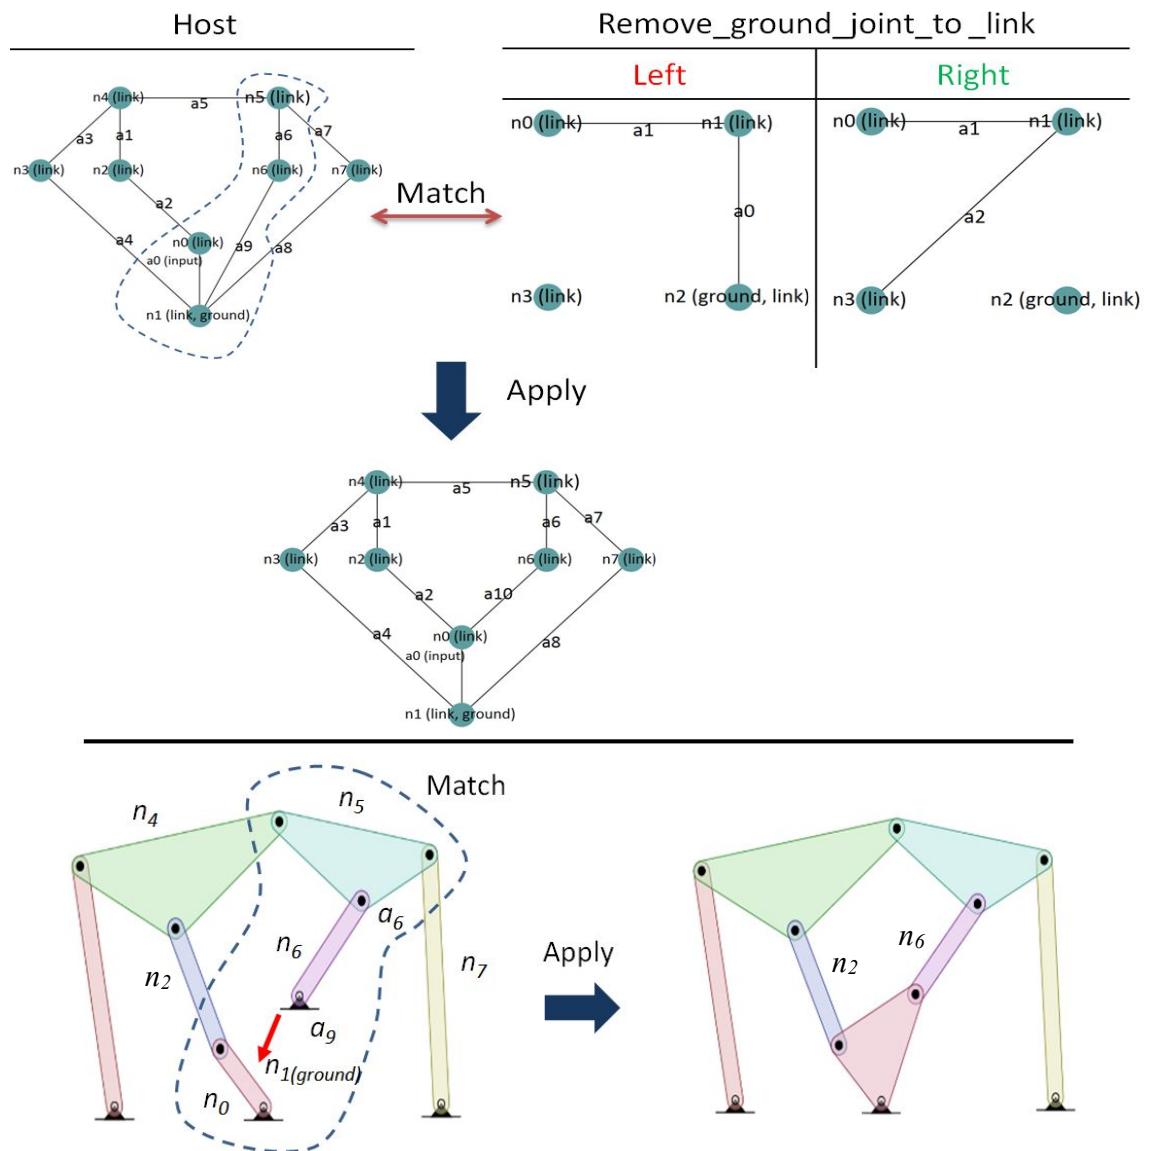 Host
Remove_ground_joint_to _link
Left
Right
n4 (link)
a5
n5 (link)
a3
a1
a6
a7
n3 (link)
n2 (link)
n6 (link)
n7 (link)
a2
a4
n0 (link)
a9
a8
a0 (input)
n1 (link, ground)
Match
n0 (link)
a1
n1 (link)
a0
n3 (link)
n2 (ground, link)
n0 (link)
a1
n1 (link)
a2
n3 (link)
n2 (ground, link)
Apply
n4 (link)
a5
n5 (link)
a3
a1
a6
a7
n3 (link)
n2 (link)
n6 (link)
n7 (link)
a2
a10
a4
n0 (link)
a8
a0 (input)
n1 (link, ground)
Match
n4
n5
a6
n6
n2
n7
a9
n1(ground)
n0
Apply
n6
n2